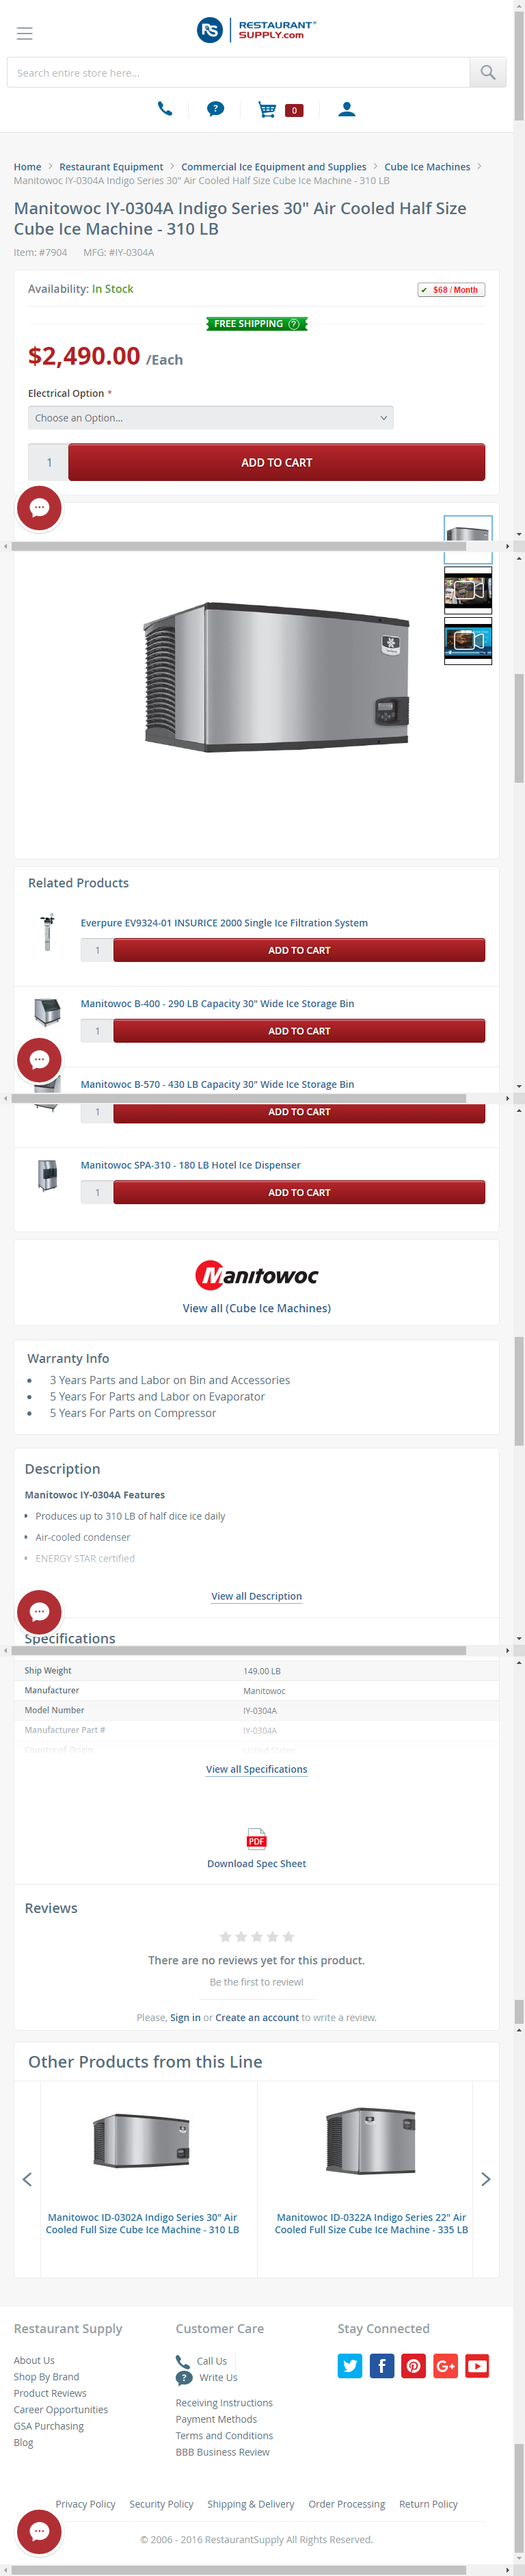 RS RESTAURANT
SUPPLY.com
Search entire store here...
0
Home > Restaurant Equipment > Commercial Ice Equipment and Supplies > Cube Ice Machines >
Manitowoc IY-0304A Indigo Series 30" Air Cooled Half Size Cube Ice Machine - 310 LB
Manitowoc IY-0304A Indigo Series 30" Air Cooled Half Size
Cube Ice Machine - 310 LB
Item: #7904 MFG: #IY-0304A
Availability: In Stock
$68 / Month
FREE SHIPPING ?
$2,490.00 /Each
Electrical Option *
Choose an Option...
1 ADD TO CART
Related Products
Everpure EV9324-01 INSURICE 2000 Single Ice Filtration System
1 ADD TO CART
Manitowoc B-400 - 290 LB Capacity 30" Wide Ice Storage Bin
1 ADD TO CART
Manitowoc B-570 - 430 LB Capacity 30" Wide Ice Storage Bin
1 ADD TO CART
Manitowoc SPA-310 - 180 LB Hotel Ice Dispenser
1 ADD TO CART
Manitowoc
View all (Cube Ice Machines)
Warranty Info
• 3 Years Parts and Labor on Bin and Accessories
• 5 Years For Parts and Labor on Evaporator
• 5 Years For Parts on Compressor
Description
Manitowoc IY-0304A Features
• Produces up to 310 LB of half dice ice daily
• Air-cooled condenser
• ENERGY STAR certified
View all Description
Specifications
Ship Weight 149.00 LB
Manufacturer Manitowoc
Model Number IY-0304A
Manufacturer Part # IY-0304A
Country of Origin United States
View all Specifications
PDF
Download Spec Sheet
Reviews
There are no reviews yet for this product.
Be the first to review!
Please, Sign in or Create an account to write a review.
Other Products from this Line
Manitowoc ID-0302A Indigo Series 30" Air
Cooled Full Size Cube Ice Machine - 310 LB
Manitowoc ID-0322A Indigo Series 22" Air
Cooled Full Size Cube Ice Machine - 335 LB
Restaurant Supply
About Us
Shop By Brand
Product Reviews
Career Opportunities
GSA Purchasing
Blog
Customer Care
Call Us
Write Us
Receiving Instructions
Payment Methods
Terms and Conditions
BBB Business Review
Stay Connected
Privacy Policy Security Policy Shipping & Delivery Order Processing Return Policy
© 2006 - 2016 RestaurantSupply All Rights Reserved.